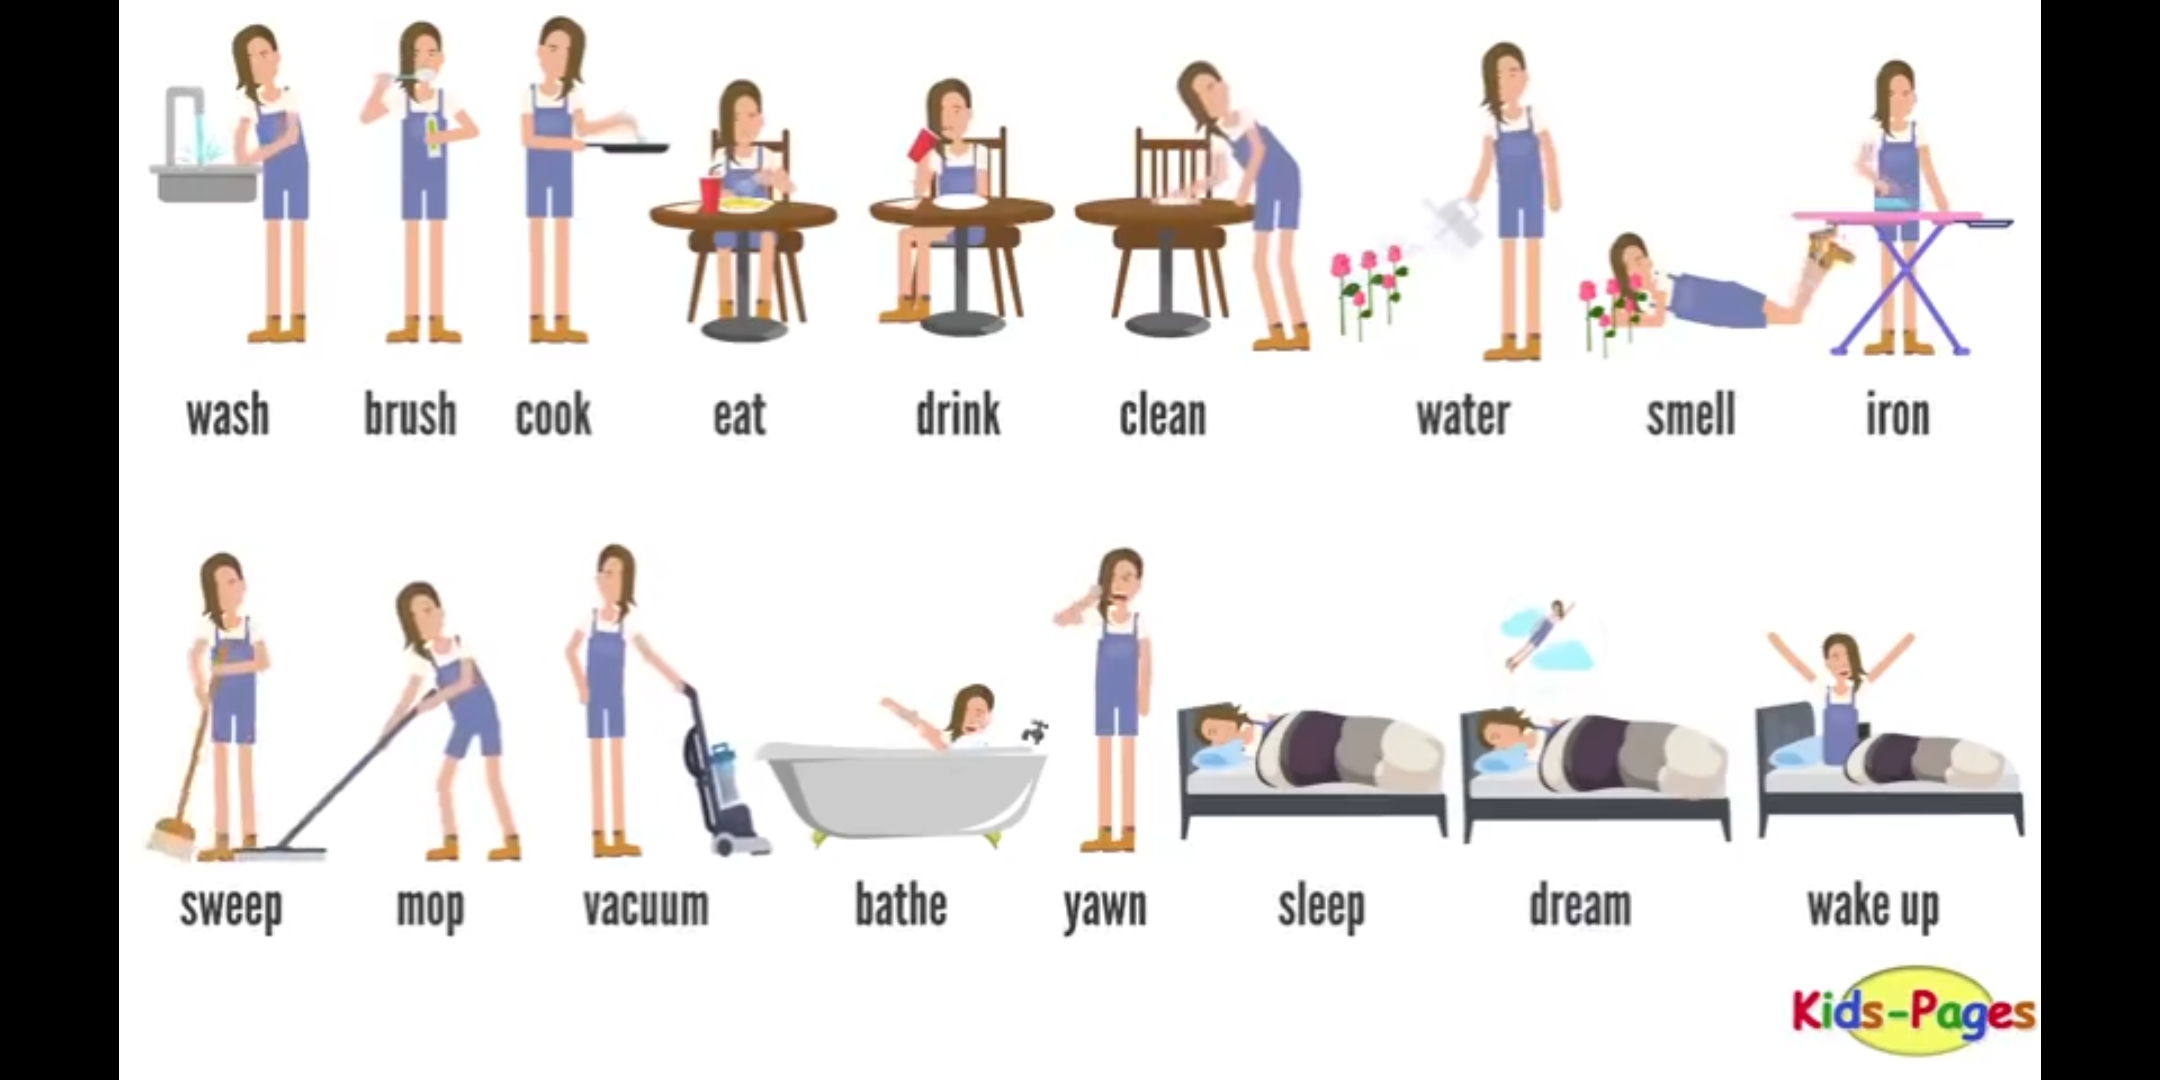 wash brush cook eat drink clean water smell iron
sweep mop vacuum bathe yawn sleep dream wake up
Kids-Pages